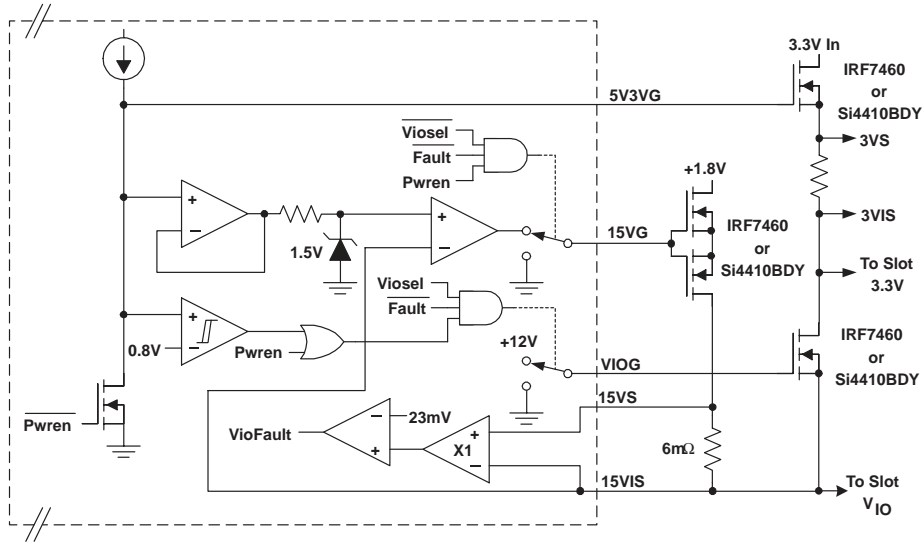 3.3V In
IRF7460
or
Si4410BDY
5V3VG
3VS
Viosel
Fault
Pwren
+1.8V
3VIS
15VG
IRF7460
or
Si4410BDY
1.5V
To Slot
3.3V
Viosel
Fault
0.8V
Pwren
+12V
IRF7460
or
Si4410BDY
VIOG
Pwren
15VS
23mV
VioFault
X1
6mΩ
15VIS
To Slot
VIO
+
−
+
−
+
−
−
+
+
−